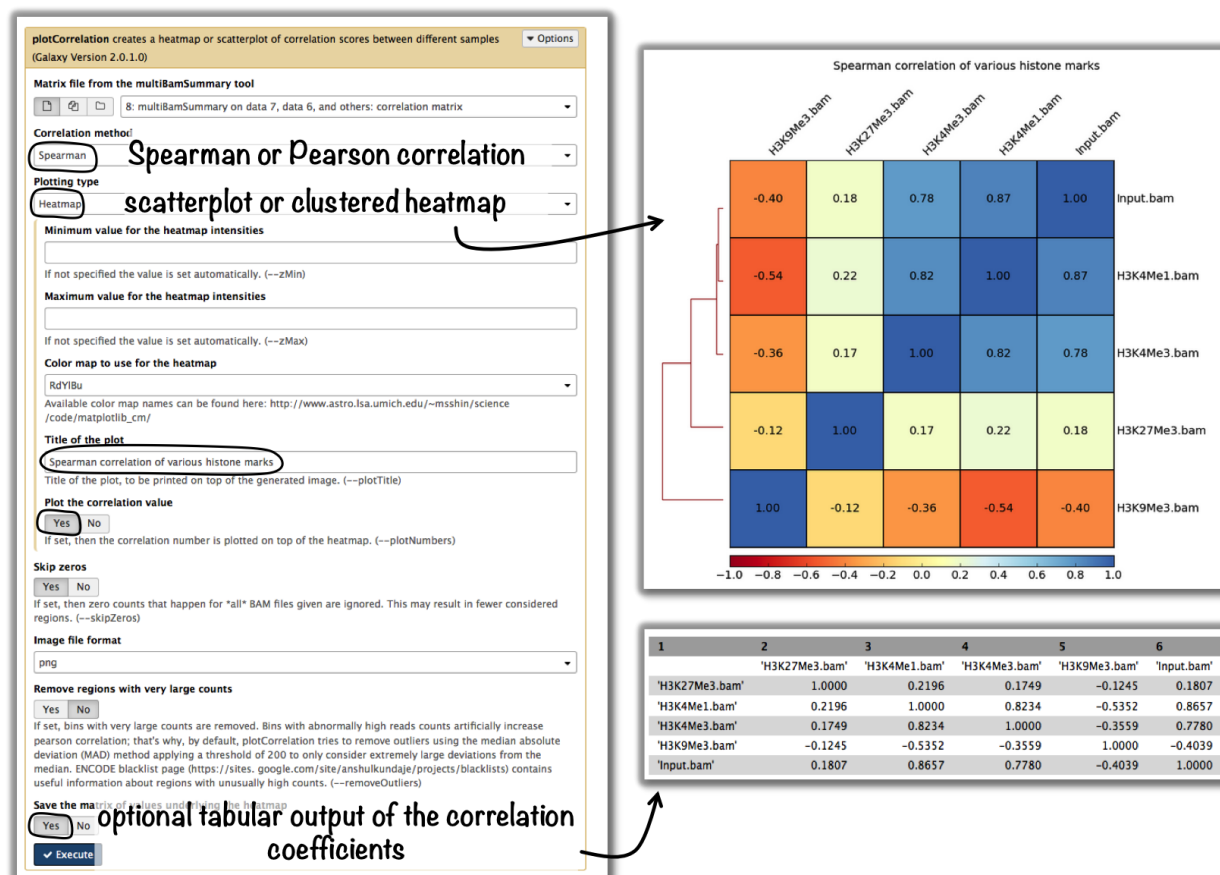 plotCorrelation creates a heatmap or scatterplot of correlation scores between different samples
(Galaxy Version 2.0.1.0)
Options
Matrix file from the multiBamSummary tool
8: multiBamSummary on data 7, data 6, and others: correlation matrix
Correlation method
Spearman
Spearman or Pearson correlation
Plotting type
Heatmap
scatterplot or clustered heatmap
Minimum value for the heatmap intensities
If not specified the value is set automatically. (--zMin)
Maximum value for the heatmap intensities
If not specified the value is set automatically. (--zMax)
Color map to use for the heatmap
RdYlBu
Available color map names can be found here: http://www.astro.lsa.umich.edu/~msshin/science
/code/matplotlib_cm/
Title of the plot
Spearman correlation of various histone marks
Title of the plot, to be printed on top of the generated image. (--plotTitle)
Plot the correlation value
Yes No
If set, then the correlation number is plotted on top of the heatmap. (--plotNumbers)
Skip zeros
Yes No
If set, then zero counts that happen for *all* BAM files given are ignored. This may result in fewer considered
regions. (--skipZeros)
Image file format
png
Remove regions with very large counts
Yes No
If set, bins with very large counts are removed. Bins with abnormally high reads counts artificially increase
pearson correlation; that's why, by default, plotCorrelation tries to remove outliers using the median absolute
deviation (MAD) method applying a threshold of 200 to only consider extremely large deviations from the
median. ENCODE blacklist page (https://sites. google.com/site/anshulkundaje/projects/blacklists) contains
useful information about regions with unusually high counts. (--removeOutliers)
Save the matrix of values underlying the heatmap
Yes No
optional tabular output of the correlation
coefficients
Execute
Spearman correlation of various histone marks
H3K9Me3.bam H3K27Me3.bam H3K4Me3.bam H3K4Me1.bam Input.bam
-0.40 0.18 0.78 0.87 1.00 Input.bam
-0.54 0.22 0.82 1.00 0.87 H3K4Me1.bam
-0.36 0.17 1.00 0.82 0.78 H3K4Me3.bam
-0.12 1.00 0.17 0.22 0.18 H3K27Me3.bam
1.00 -0.12 -0.36 -0.54 -0.40 H3K9Me3.bam
−1.0 −0.8 −0.6 −0.4 −0.2 0.0 0.2 0.4 0.6 0.8 1.0
1 2 3 4 5 6
'H3K27Me3.bam' 'H3K4Me1.bam' 'H3K4Me3.bam' 'H3K9Me3.bam' 'Input.bam'
'H3K27Me3.bam' 1.0000 0.2196 0.1749 −0.1245 0.1807
'H3K4Me1.bam' 0.2196 1.0000 0.8234 −0.5352 0.8657
'H3K4Me3.bam' 0.1749 0.8234 1.0000 −0.3559 0.7780
'H3K9Me3.bam' −0.1245 −0.5352 −0.3559 1.0000 −0.4039
'Input.bam' 0.1807 0.8657 0.7780 −0.4039 1.0000